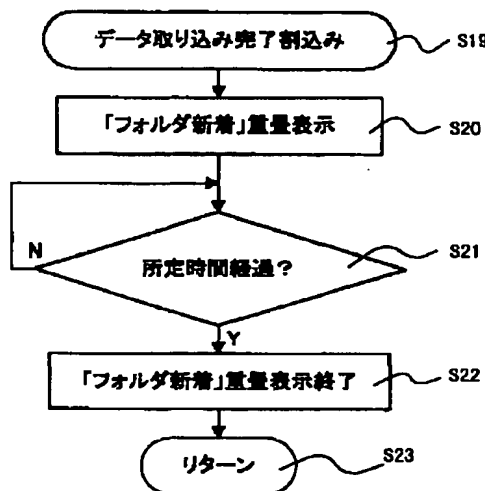 データ取り込み完了割込み
S19
「フォルダ新着」重畳表示
S20
N
所定時間経過?
S21
Y
「フォルダ新着」重畳表示終了
S22
リターン
S23